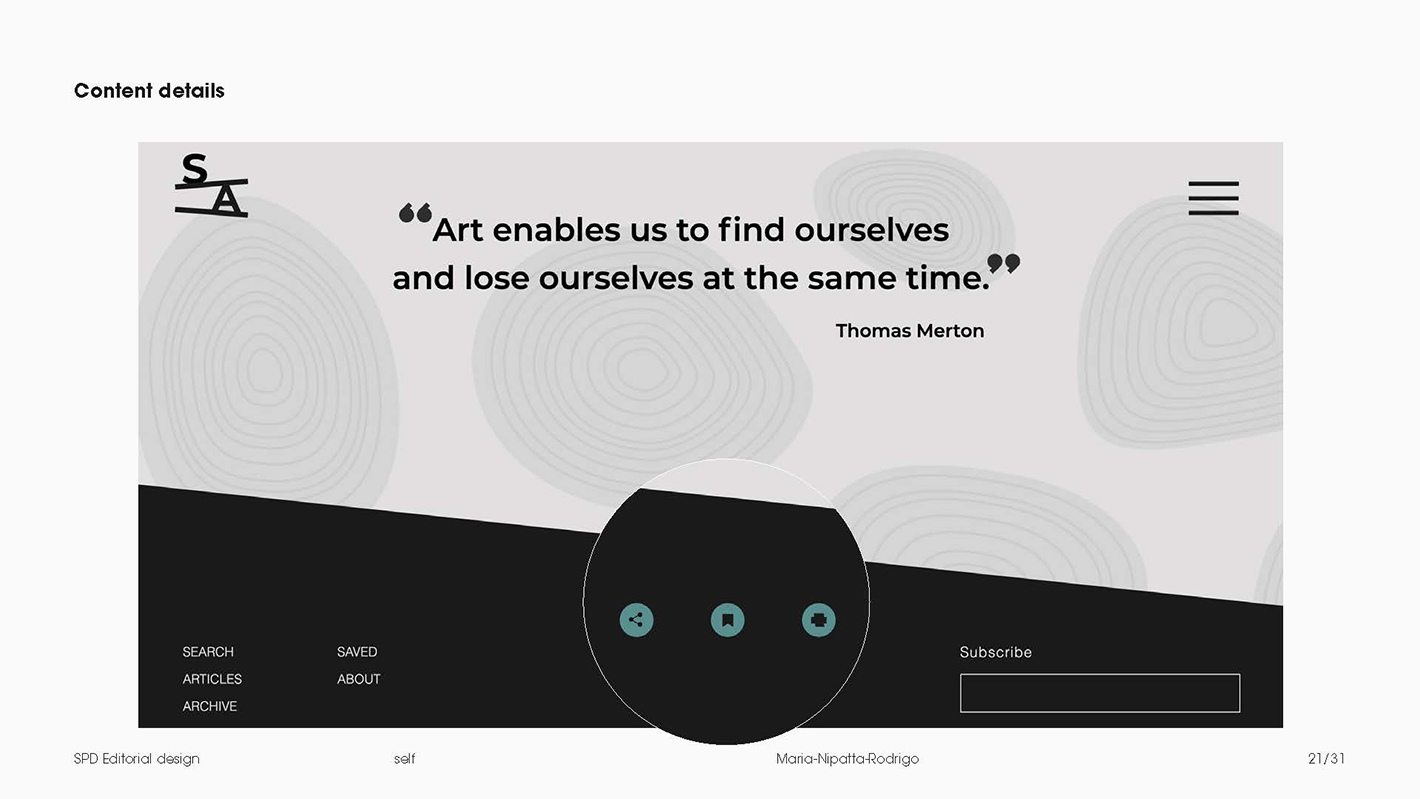 Content details
S
A
“Art enables us to find ourselves
and lose ourselves at the same time.”
Thomas Merton
SEARCH
ARTICLES
ARCHIVE
SAVED
ABOUT
Subscribe
SPD Editorial design
self
Maria-Nipatta-Rodrigo
21/31